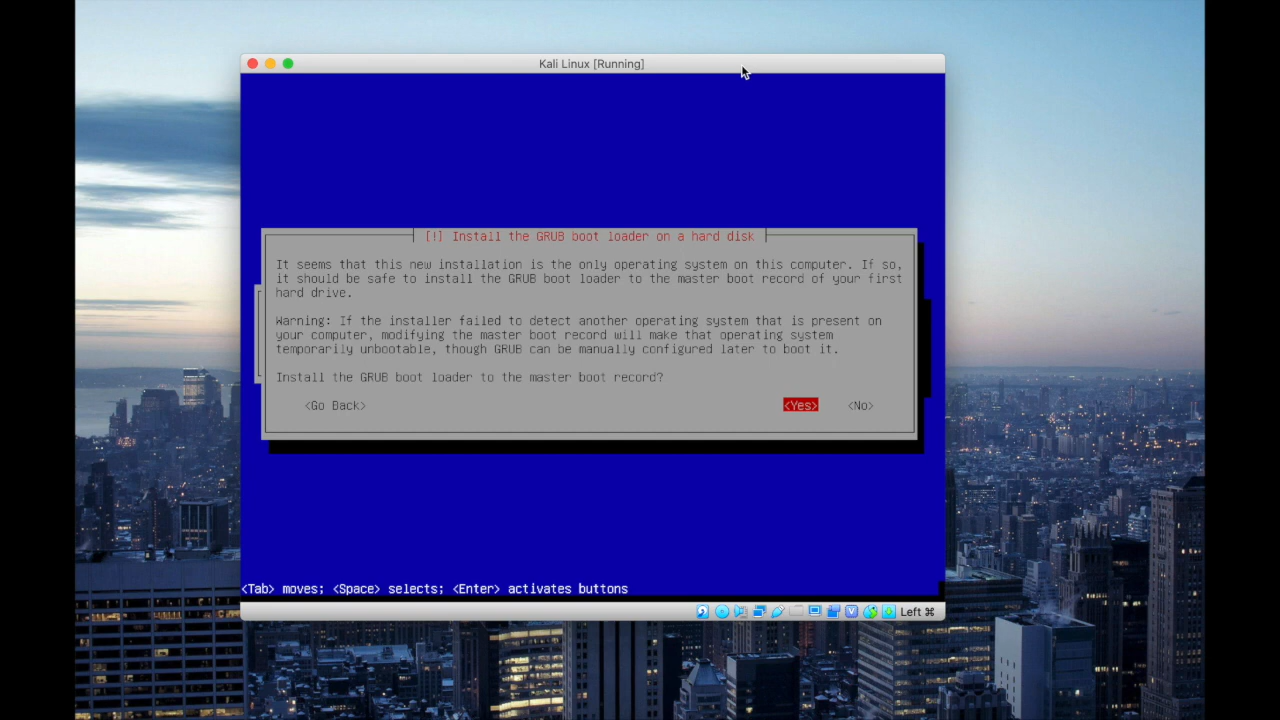 Kali Linux [Running]
[!] Install the GRUB boot loader on a hard disk
It seems that this new installation is the only operating system on this computer. If so,
it should be safe to install the GRUB boot loader to the master boot record of your first
hard drive.
Warning: If the installer failed to detect another operating system that is present on
your computer, modifying the master boot record will make that operating system
temporarily unbootable, though GRUB can be manually configured later to boot it.
Install the GRUB boot loader to the master boot record?
<Go Back> <Yes> <No>
<Tab> moves; <Space> selects; <Enter> activates buttons
Left ⌘